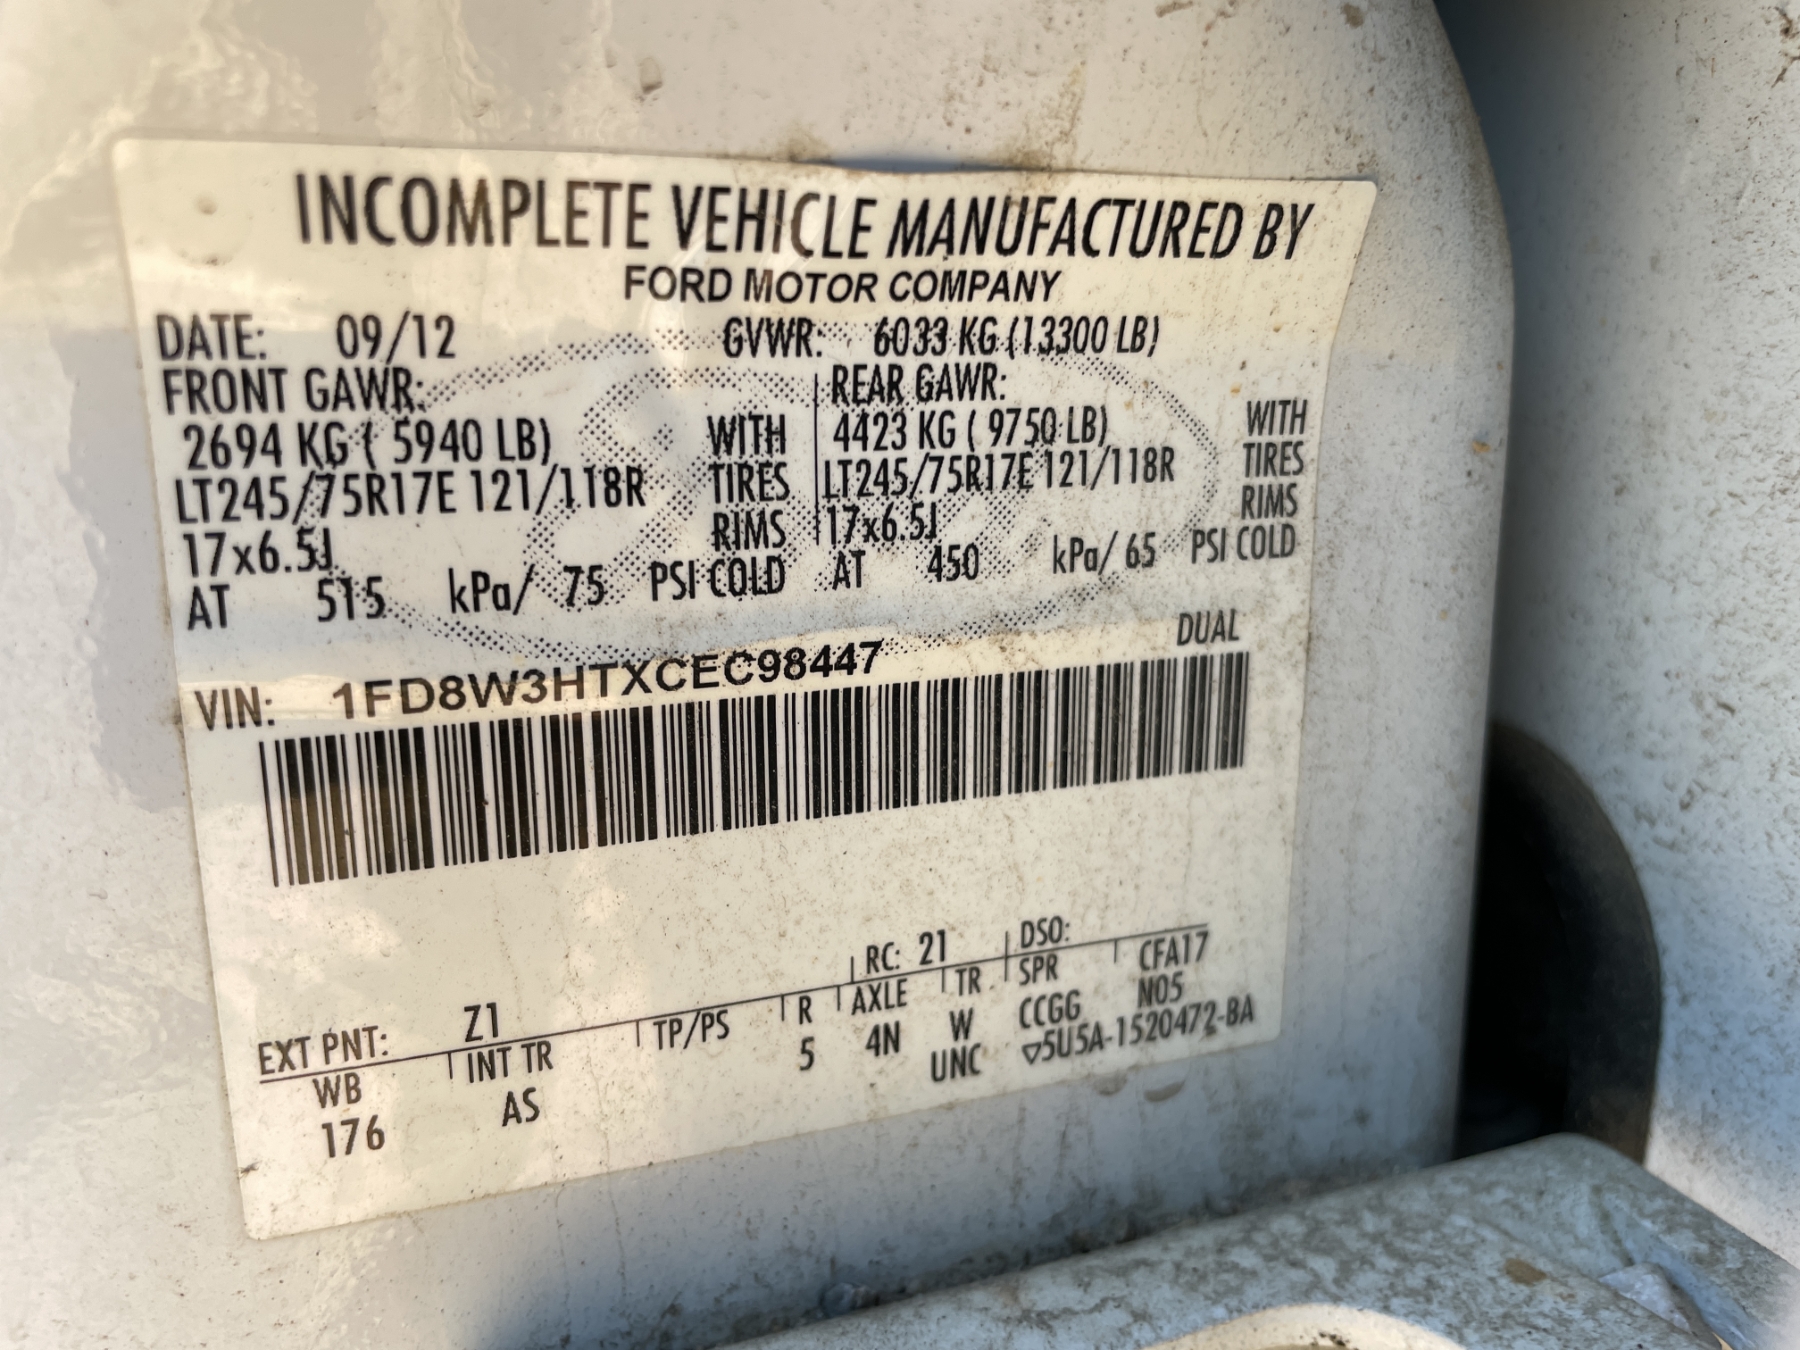 INCOMPLETE VEHICLE MANUFACTURED BY
FORD MOTOR COMPANY
DATE: 09/12 GVWR: 6033 KG (13300 LB)
FRONT GAWR: REAR GAWR:
2694 KG ( 5940 LB) WITH 4423 KG ( 9750 LB) WITH
LT245/75R17E 121/118R TIRES LT245/75R17E 121/118R TIRES
17x6.5J RIMS 17x6.5J RIMS
AT 515 kPa/ 75 PSI COLD AT 450 kPa/ 65 PSI COLD
DUAL
VIN: 1FD8W3HTXCEC98447
EXT PNT: Z1 RC: 21 DSO:
WB INT TR TP/PS R AXLE TR SPR CFA17
176 AS 5 4N W CCGG N05
UNC ▽5U5A-1520472-BA